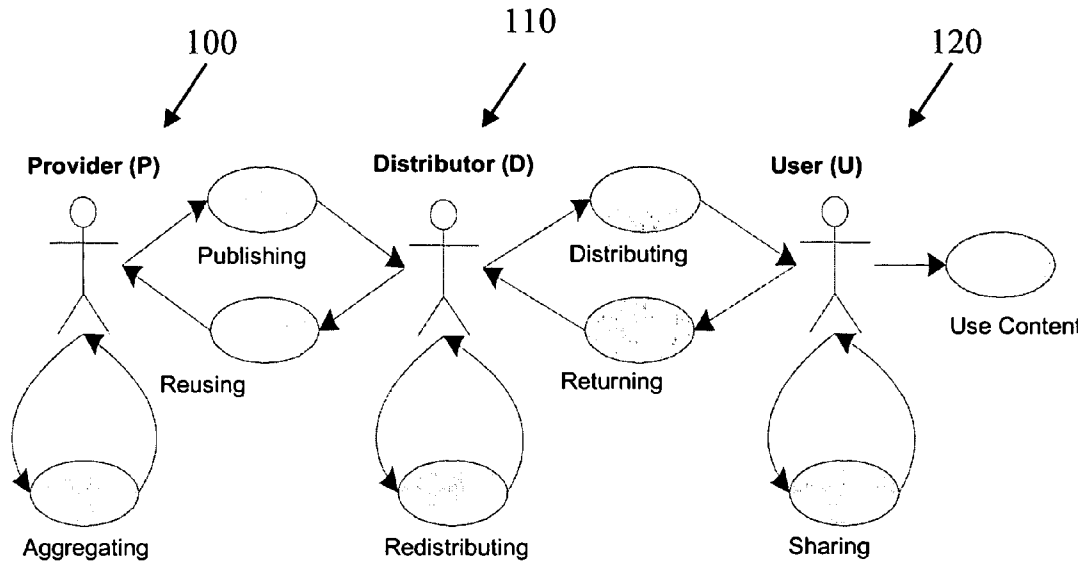 100
110
120
Provider (P)
Distributor (D)
User (U)
Publishing
Distributing
Use Content
Reusing
Returning
Aggregating
Redistributing
Sharing